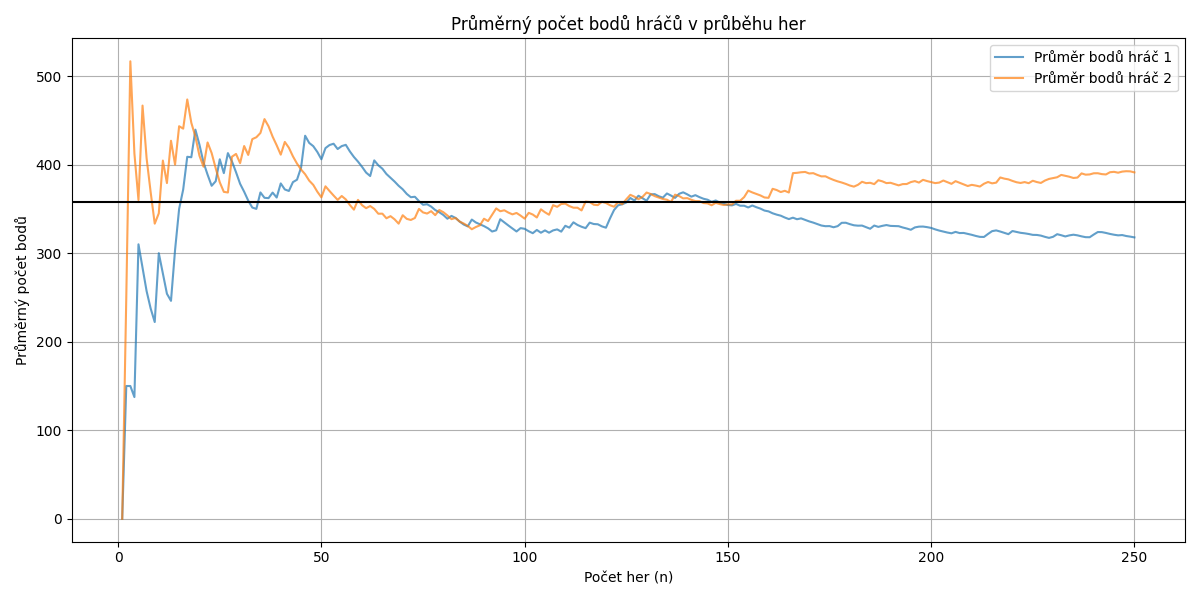 Průměrný počet bodů hráčů v průběhu her
Průměr bodů hráč 1
Průměr bodů hráč 2
Průměrný počet bodů
500
400
300
200
100
0
0 50 100 150 200 250
Počet her (n)